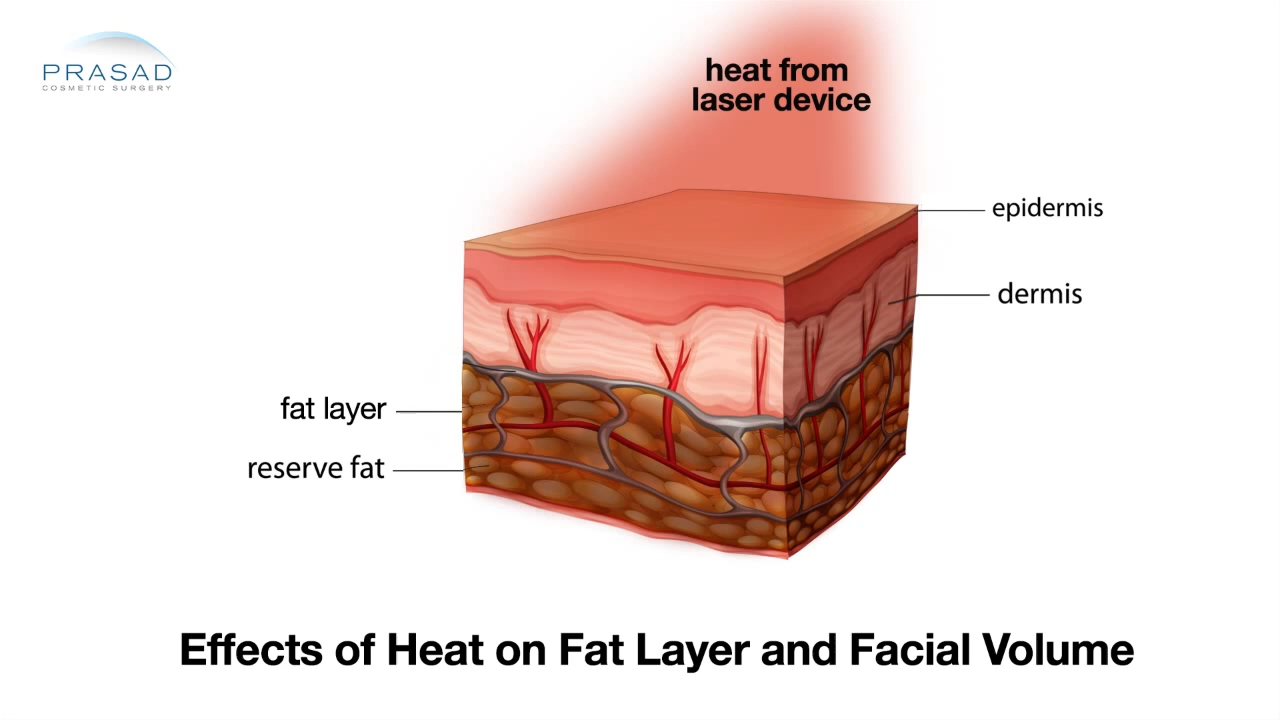 PRASAD
COSMETIC SURGERY
heat from
laser device
epidermis
dermis
fat layer
reserve fat
Effects of Heat on Fat Layer and Facial Volume